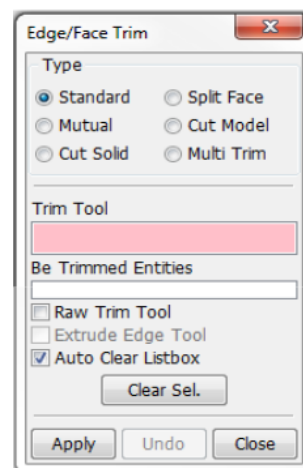 Edge/Face Trim
Type
Standard Split Face
Mutual Cut Model
Cut Solid Multi Trim
Trim Tool
Be Trimmed Entities
Raw Trim Tool
Extrude Edge Tool
Auto Clear Listbox
Clear Sel.
Apply Undo Close